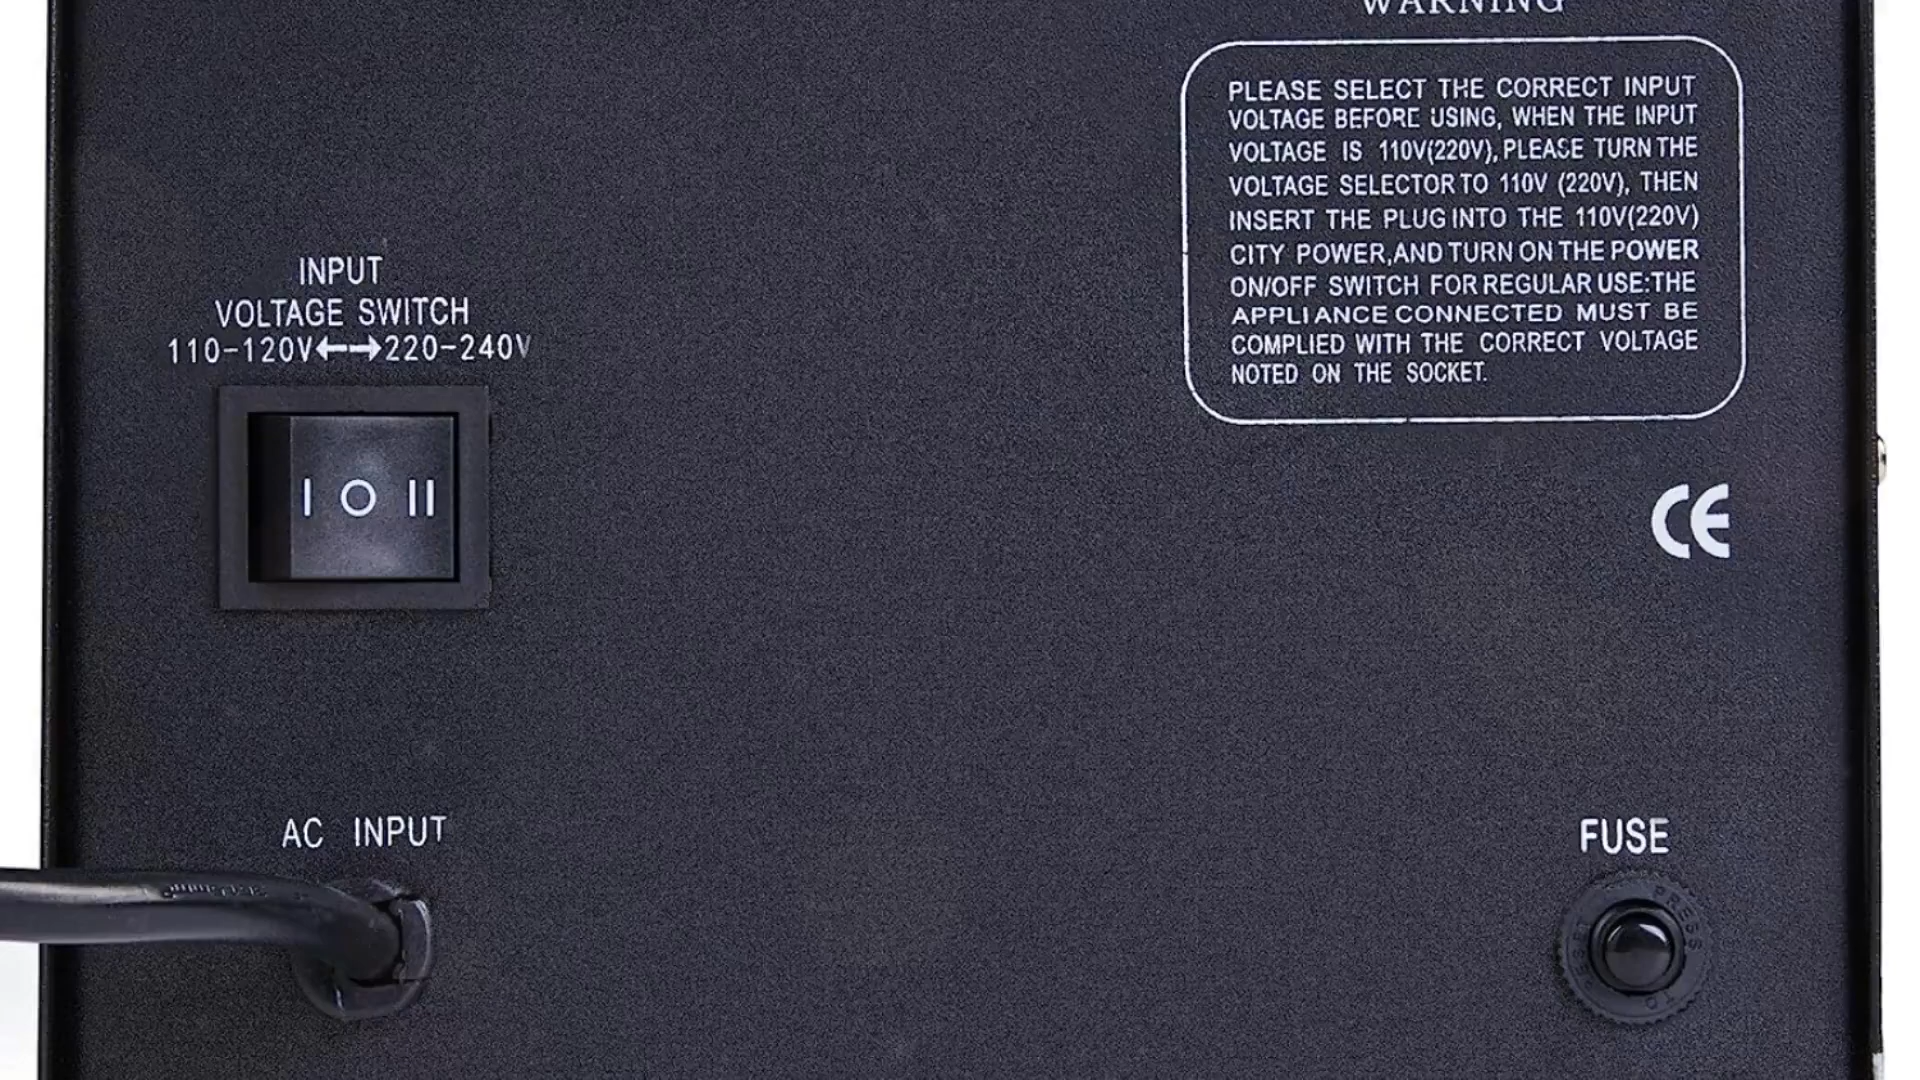 WARNING
PLEASE SELECT THE CORRECT INPUT
VOLTAGE BEFORE USING, WHEN THE INPUT
VOLTAGE IS 110V(220V), PLEASE TURN THE
VOLTAGE SELECTOR TO 110V (220V), THEN
INSERT THE PLUG INTO THE 110V(220V)
CITY POWER,AND TURN ON THE POWER
ON/OFF SWITCH FOR REGULAR USE:THE
APPLIANCE CONNECTED MUST BE
COMPLIED WITH THE CORRECT VOLTAGE
NOTED ON THE SOCKET.
INPUT
VOLTAGE SWITCH
110-120V←→220-240V
I O II
CE
AC INPUT
FUSE
PRESS TO RESET